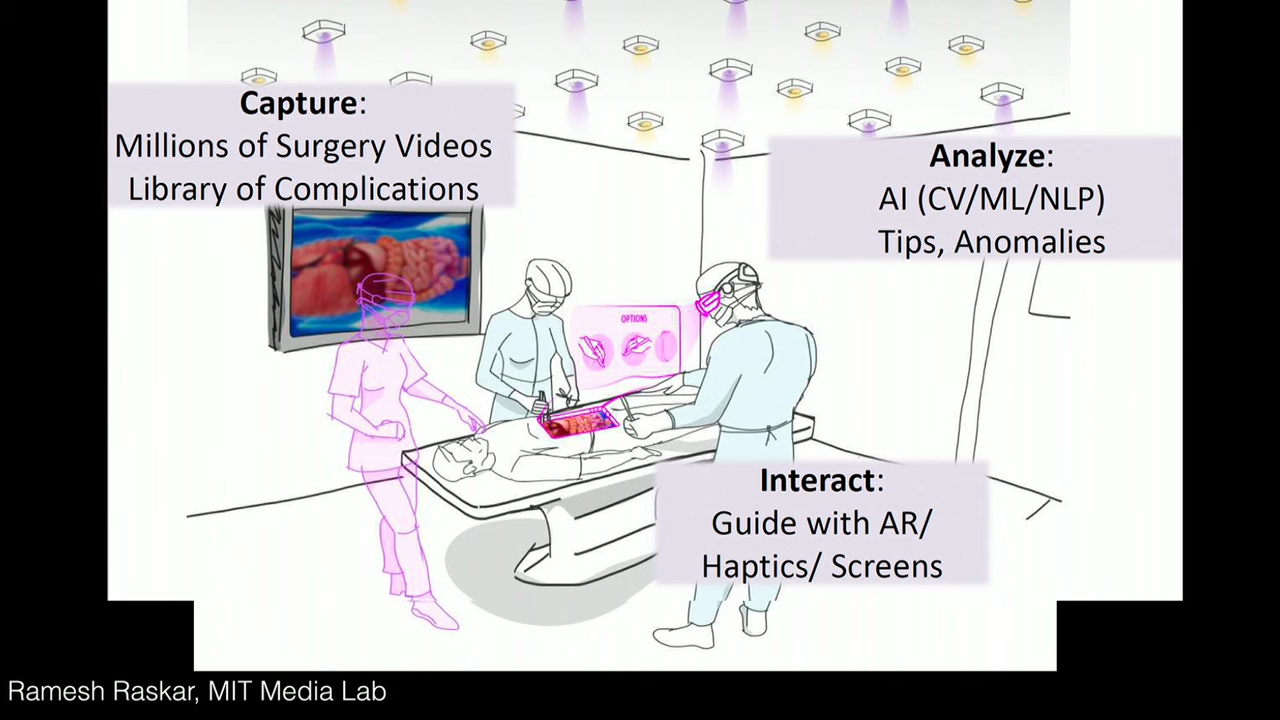 Capture:
Millions of Surgery Videos
Library of Complications
Analyze:
AI (CV/ML/NLP)
Tips, Anomalies
OPTIONS
Interact:
Guide with AR/
Haptics/ Screens
Ramesh Raskar, MIT Media Lab